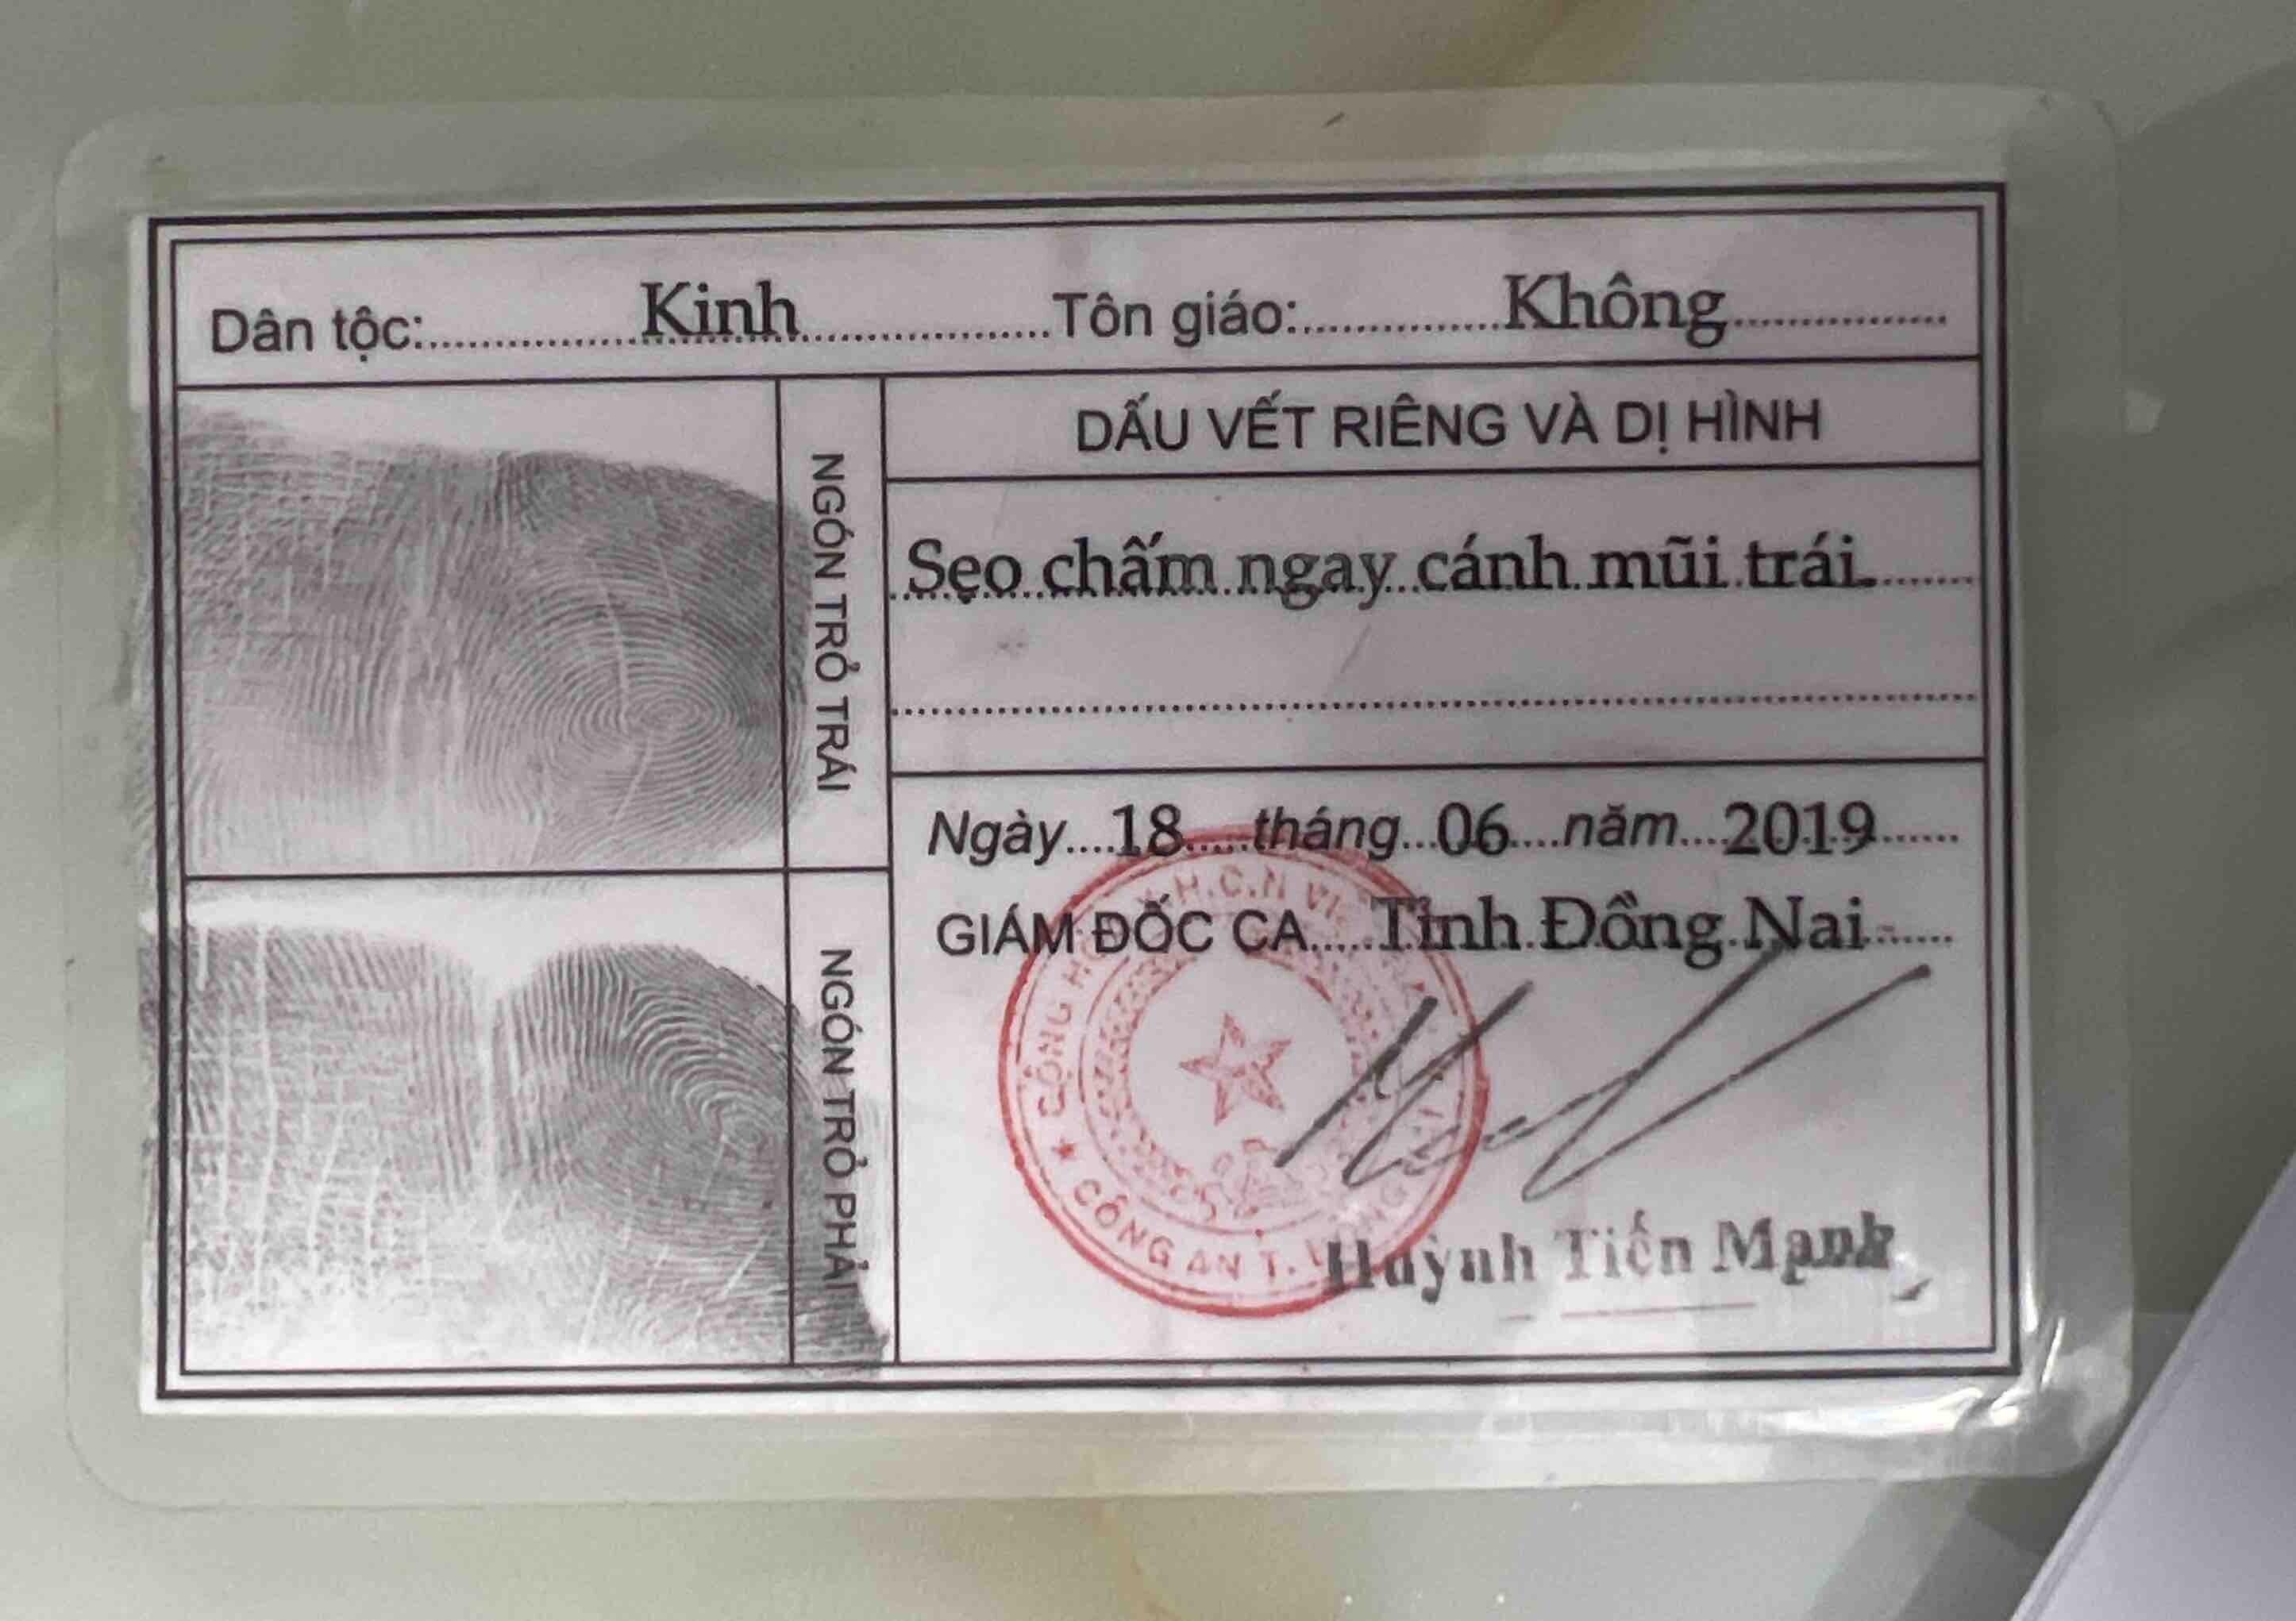 Dân tộc: Kinh Tôn giáo: Không
NGÓN TRỎ TRÁI
DẤU VẾT RIÊNG VÀ DỊ HÌNH
Sẹo chấm ngay cánh mũi trái.
Ngày 18 tháng 06 năm 2019
GIÁM ĐỐC CA Tỉnh Đồng Nai
NGÓN TRỎ PHẢI
CÔNG AN T.
Huỳnh Tiến Mạnh